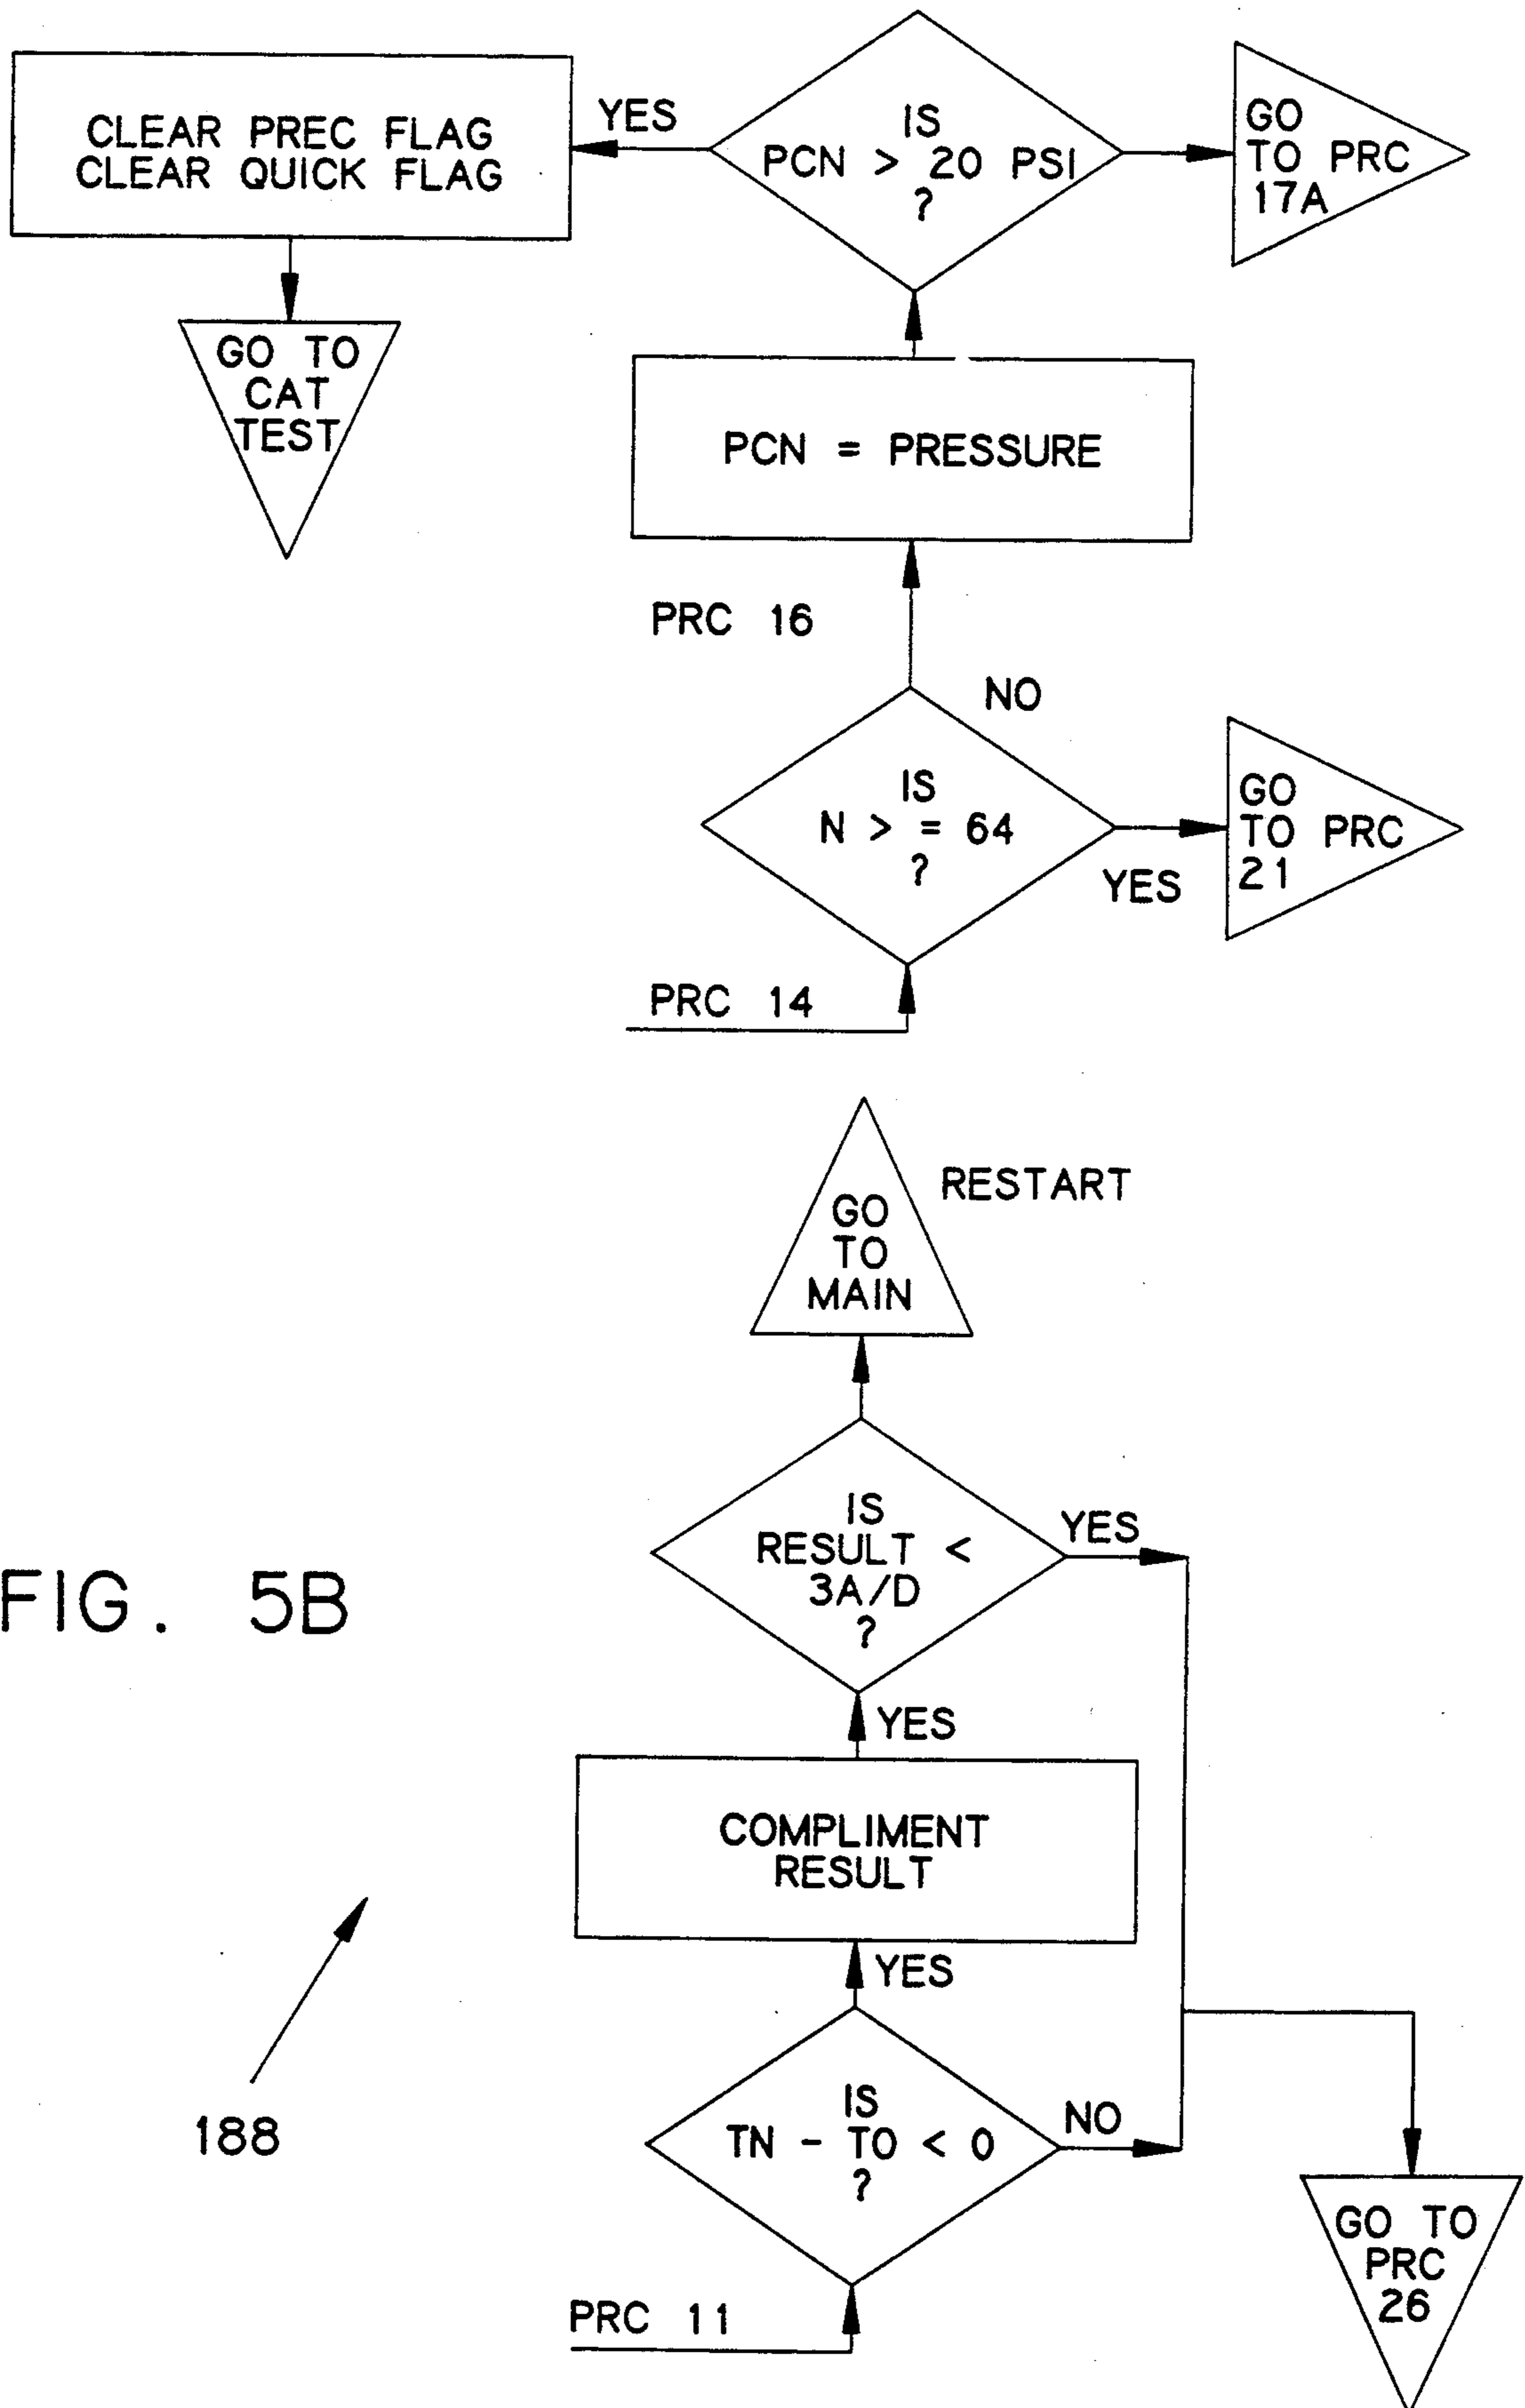 CLEAR PREC FLAG
CLEAR QUICK FLAG
YES
IS
PCN > 20 PSI
?
GO
TO PRC
17A
GO TO
CAT
TEST
PCN = PRESSURE
PRC 16
NO
IS
N > = 64
?
YES
GO
TO PRC
21
PRC 14
GO
TO
MAIN
RESTART
IS
RESULT <
3A/D
?
YES
YES
COMPLIMENT
RESULT
YES
IS
TN - TO < 0
?
NO
PRC 11
GO TO
PRC
26
FIG. 5B
188